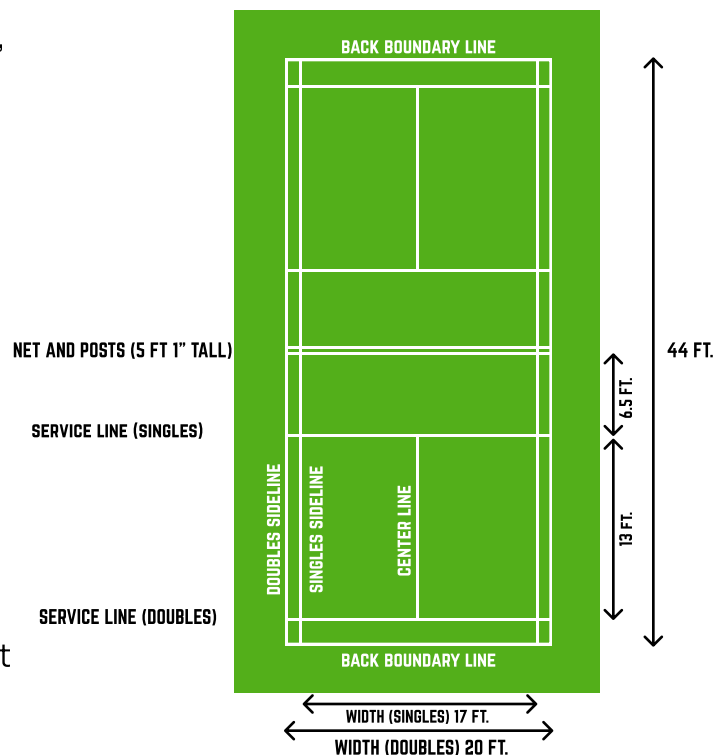 ,
BACK BOUNDARY LINE
NET AND POSTS (5 FT 1” TALL)
44 FT.
6.5 FT.
SERVICE LINE (SINGLES)
DOUBLES SIDELINE
SINGLES SIDELINE
CENTER LINE
13 FT.
SERVICE LINE (DOUBLES)
t
BACK BOUNDARY LINE
WIDTH (SINGLES) 17 FT.
WIDTH (DOUBLES) 20 FT.